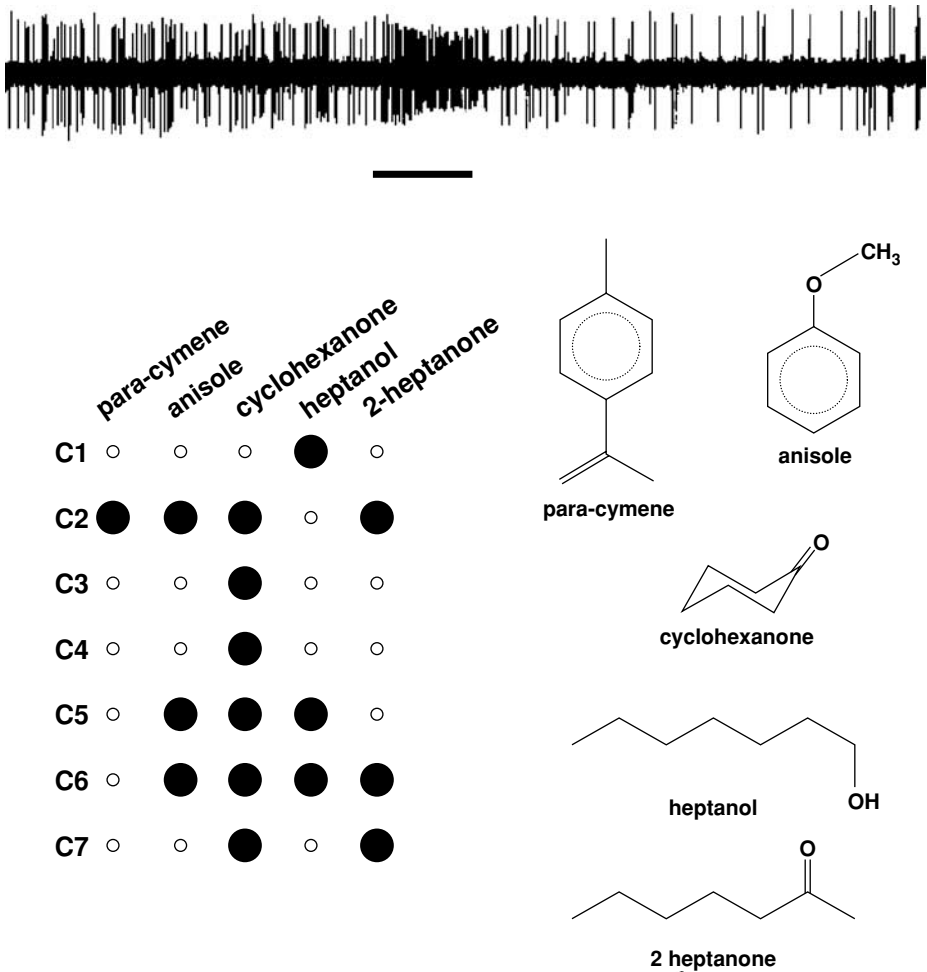 para-cymene
anisole
cyclohexanone
heptanol
2-heptanone
C1
C2
C3
C4
C5
C6
C7
para-cymene
O
CH3
anisole
O
cyclohexanone
OH
heptanol
O
2 heptanone